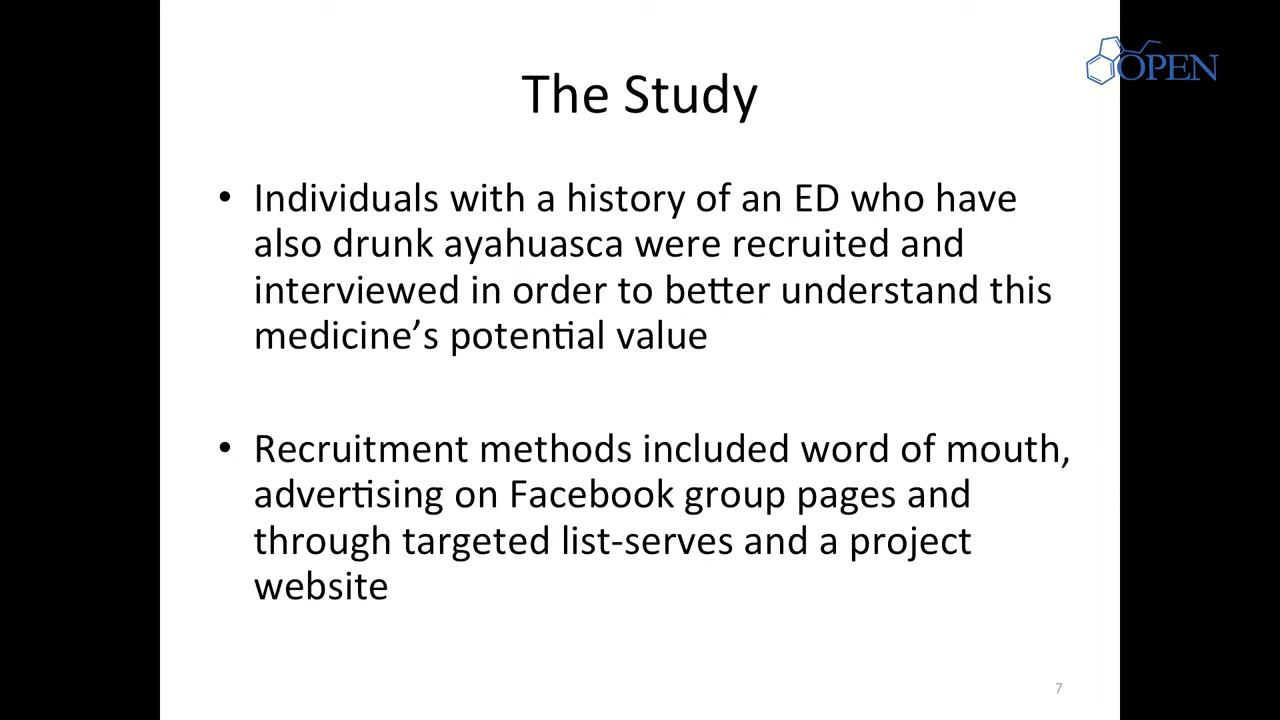 OPEN
The Study
• Individuals with a history of an ED who have
also drunk ayahuasca were recruited and
interviewed in order to better understand this
medicine’s potential value
• Recruitment methods included word of mouth,
advertising on Facebook group pages and
through targeted list-serves and a project
website
7